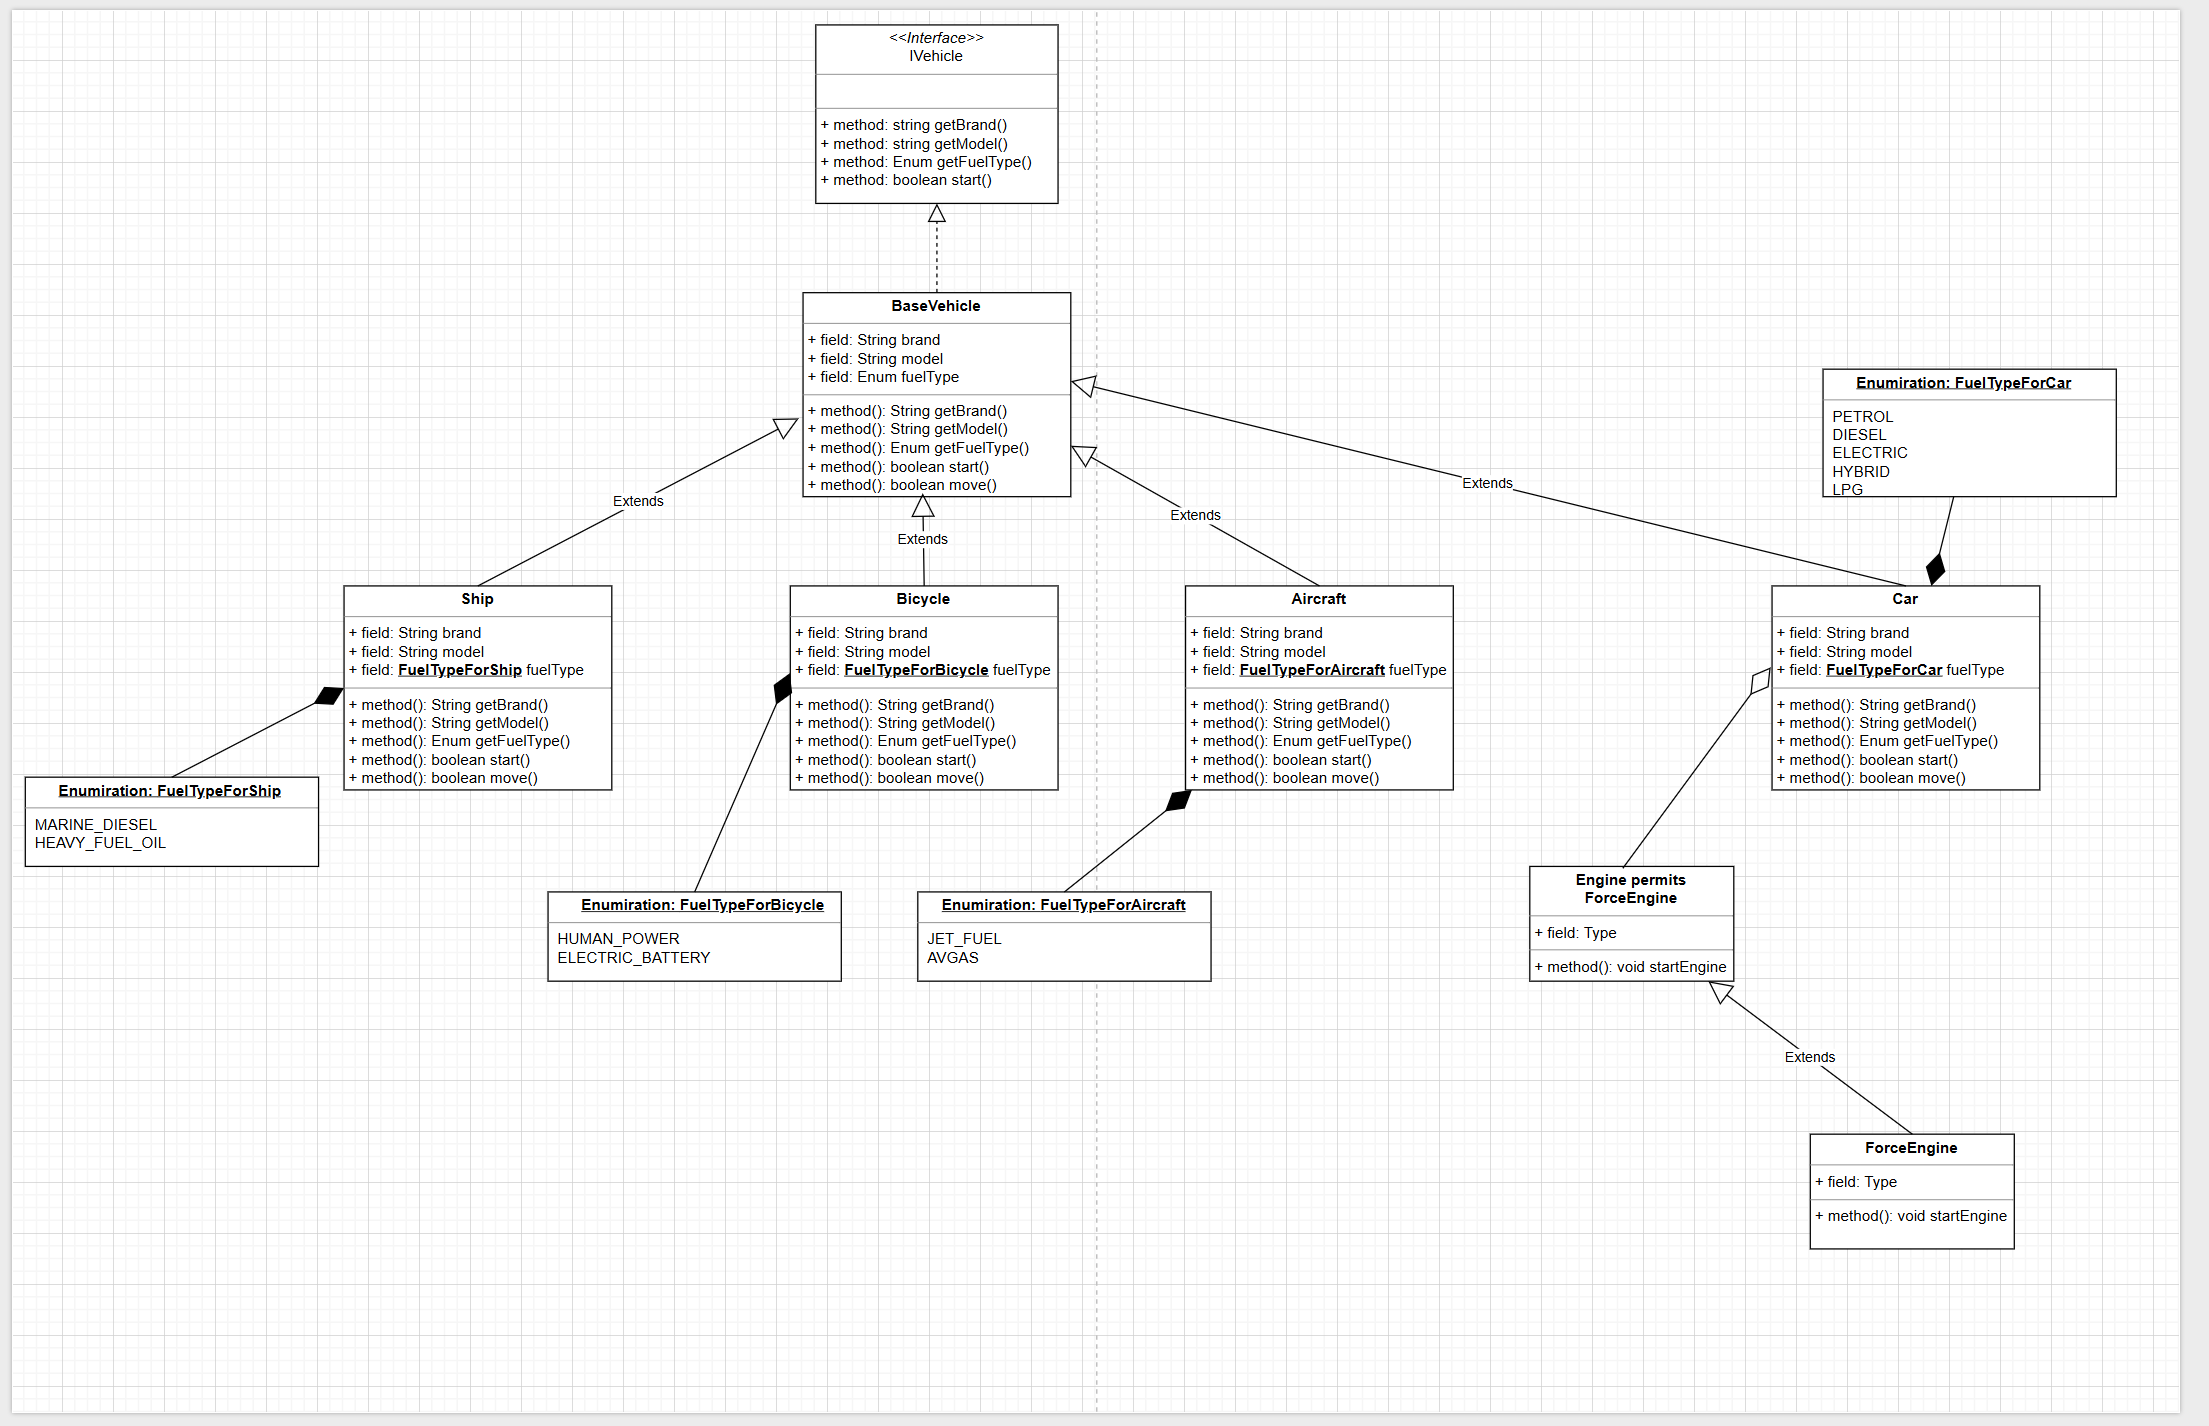 <<Interface>>
IVehicle
+ method: string getBrand()
+ method: string getModel()
+ method: Enum getFuelType()
+ method: boolean start()
BaseVehicle
+ field: String brand
+ field: String model
+ field: Enum fuelType
+ method(): String getBrand()
+ method(): String getModel()
+ method(): Enum getFuelType()
+ method(): boolean start()
+ method(): boolean move()
Enumiration: FuelTypeForCar
PETROL
DIESEL
ELECTRIC
HYBRID
LPG
Extends
Extends
Extends
Extends
Ship
+ field: String brand
+ field: String model
+ field: FuelTypeForShip fuelType
+ method(): String getBrand()
+ method(): String getModel()
+ method(): Enum getFuelType()
+ method(): boolean start()
+ method(): boolean move()
Bicycle
+ field: String brand
+ field: String model
+ field: FuelTypeForBicycle fuelType
+ method(): String getBrand()
+ method(): String getModel()
+ method(): Enum getFuelType()
+ method(): boolean start()
+ method(): boolean move()
Aircraft
+ field: String brand
+ field: String model
+ field: FuelTypeForAircraft fuelType
+ method(): String getBrand()
+ method(): String getModel()
+ method(): Enum getFuelType()
+ method(): boolean start()
+ method(): boolean move()
Car
+ field: String brand
+ field: String model
+ field: FuelTypeForCar fuelType
+ method(): String getBrand()
+ method(): String getModel()
+ method(): Enum getFuelType()
+ method(): boolean start()
+ method(): boolean move()
Enumiration: FuelTypeForShip
MARINE_DIESEL
HEAVY_FUEL_OIL
Enumiration: FuelTypeForBicycle
HUMAN_POWER
ELECTRIC_BATTERY
Enumiration: FuelTypeForAircraft
JET_FUEL
AVGAS
Engine permits
ForceEngine
+ field: Type
+ method(): void startEngine
Extends
ForceEngine
+ field: Type
+ method(): void startEngine